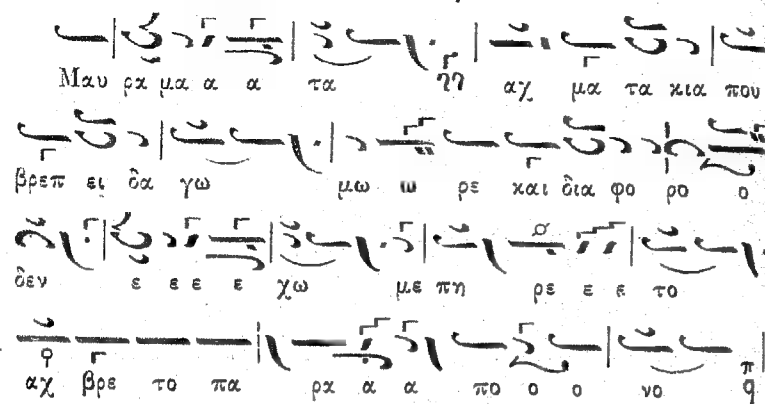 Μαυ ρα μα α α τα ηη αχ μα τα κια που
βρεπ ει δα γω μω ω ρε και δια φο ρο ο
δεν ε ε ε ε χω με πη ρε ε ε το
αχ βρε το πα ρα α α πο ο ο νο